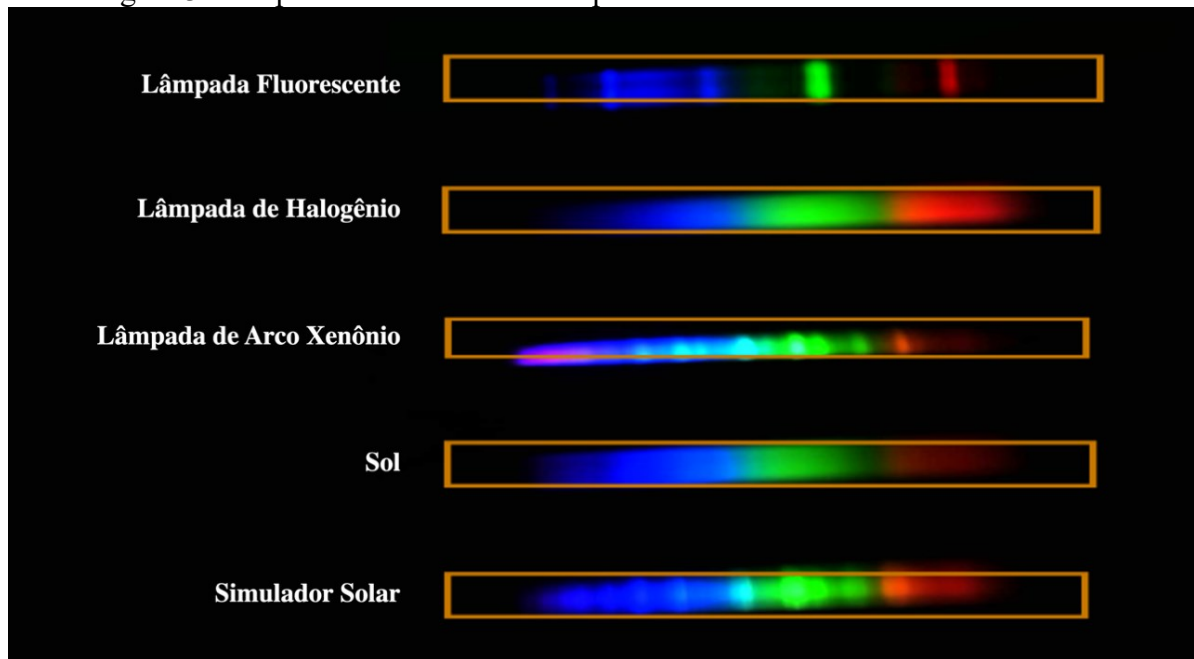 Lâmpada Fluorescente
Lâmpada de Halogênio
Lâmpada de Arco Xenônio
Sol
Simulador Solar